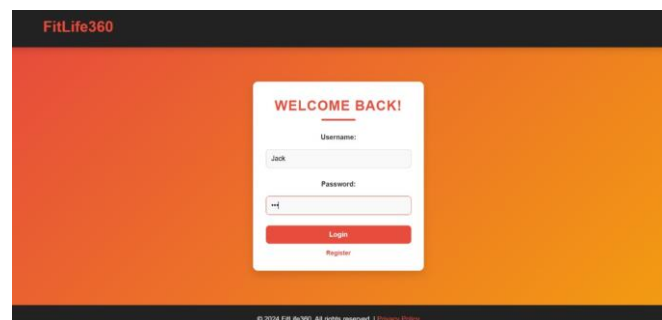 FitLife360
WELCOME BACK!
Username:
Jack
Password:
•••
Login
Register
© 2024 FitLife360. All rights reserved. | Privacy Policy